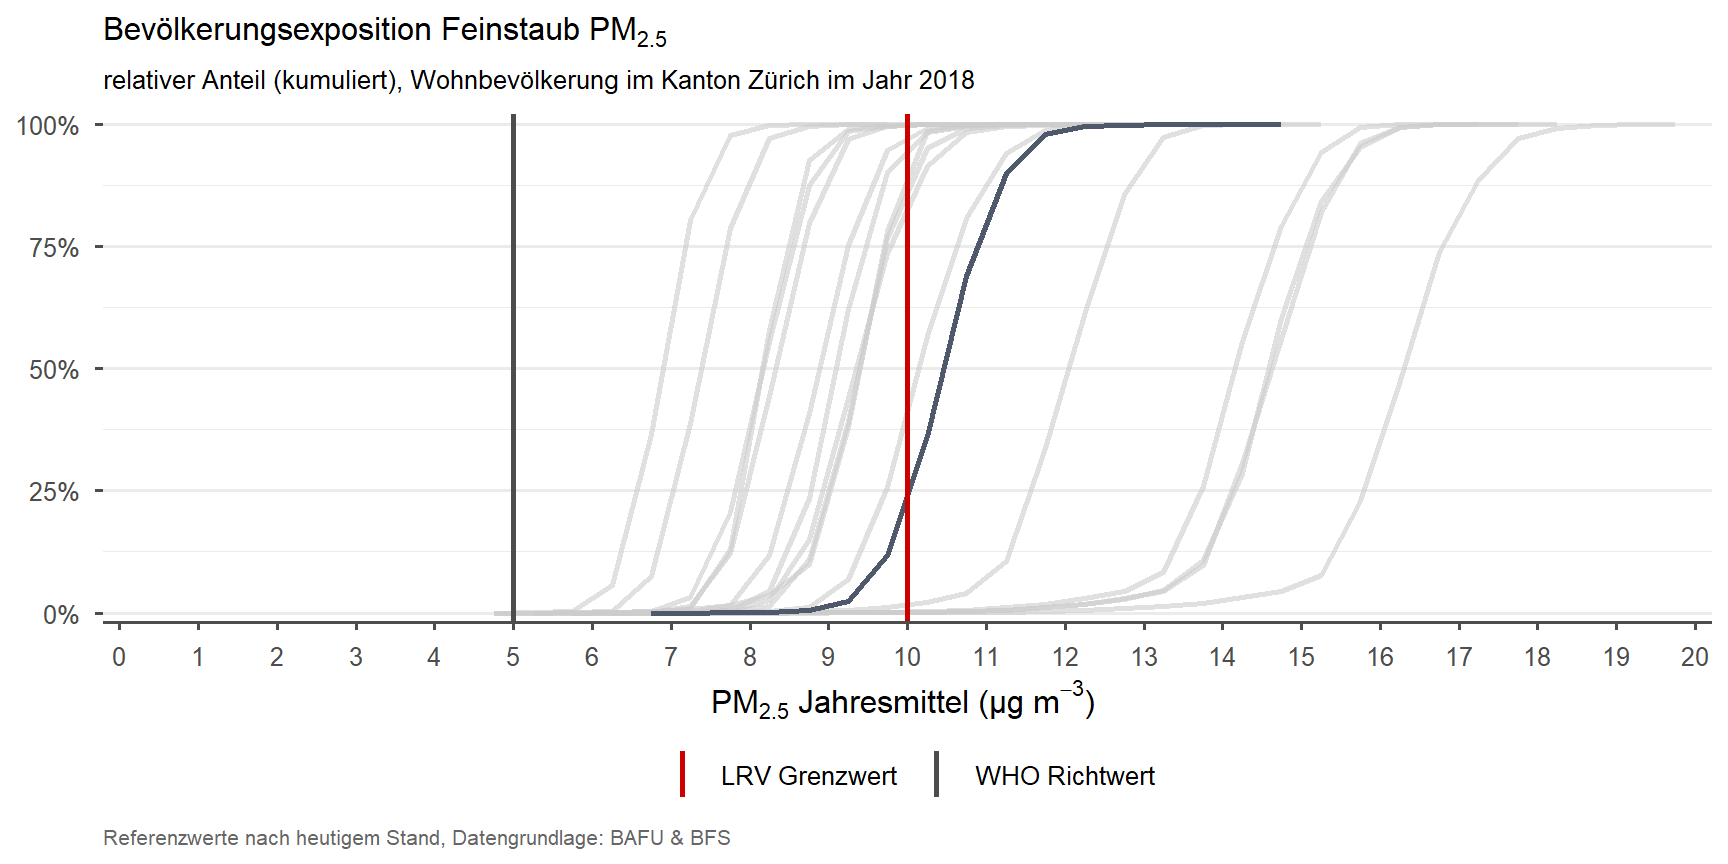 Bevölkerungsexposition Feinstaub PM2.5
relativer Anteil (kumuliert), Wohnbevölkerung im Kanton Zürich im Jahr 2018
100%
75%
50%
25%
0%
0 1 2 3 4 5 6 7 8 9 10 11 12 13 14 15 16 17 18 19 20
PM2.5 Jahresmittel (µg m−3)
LRV Grenzwert WHO Richtwert
Referenzwerte nach heutigem Stand, Datengrundlage: BAFU & BFS